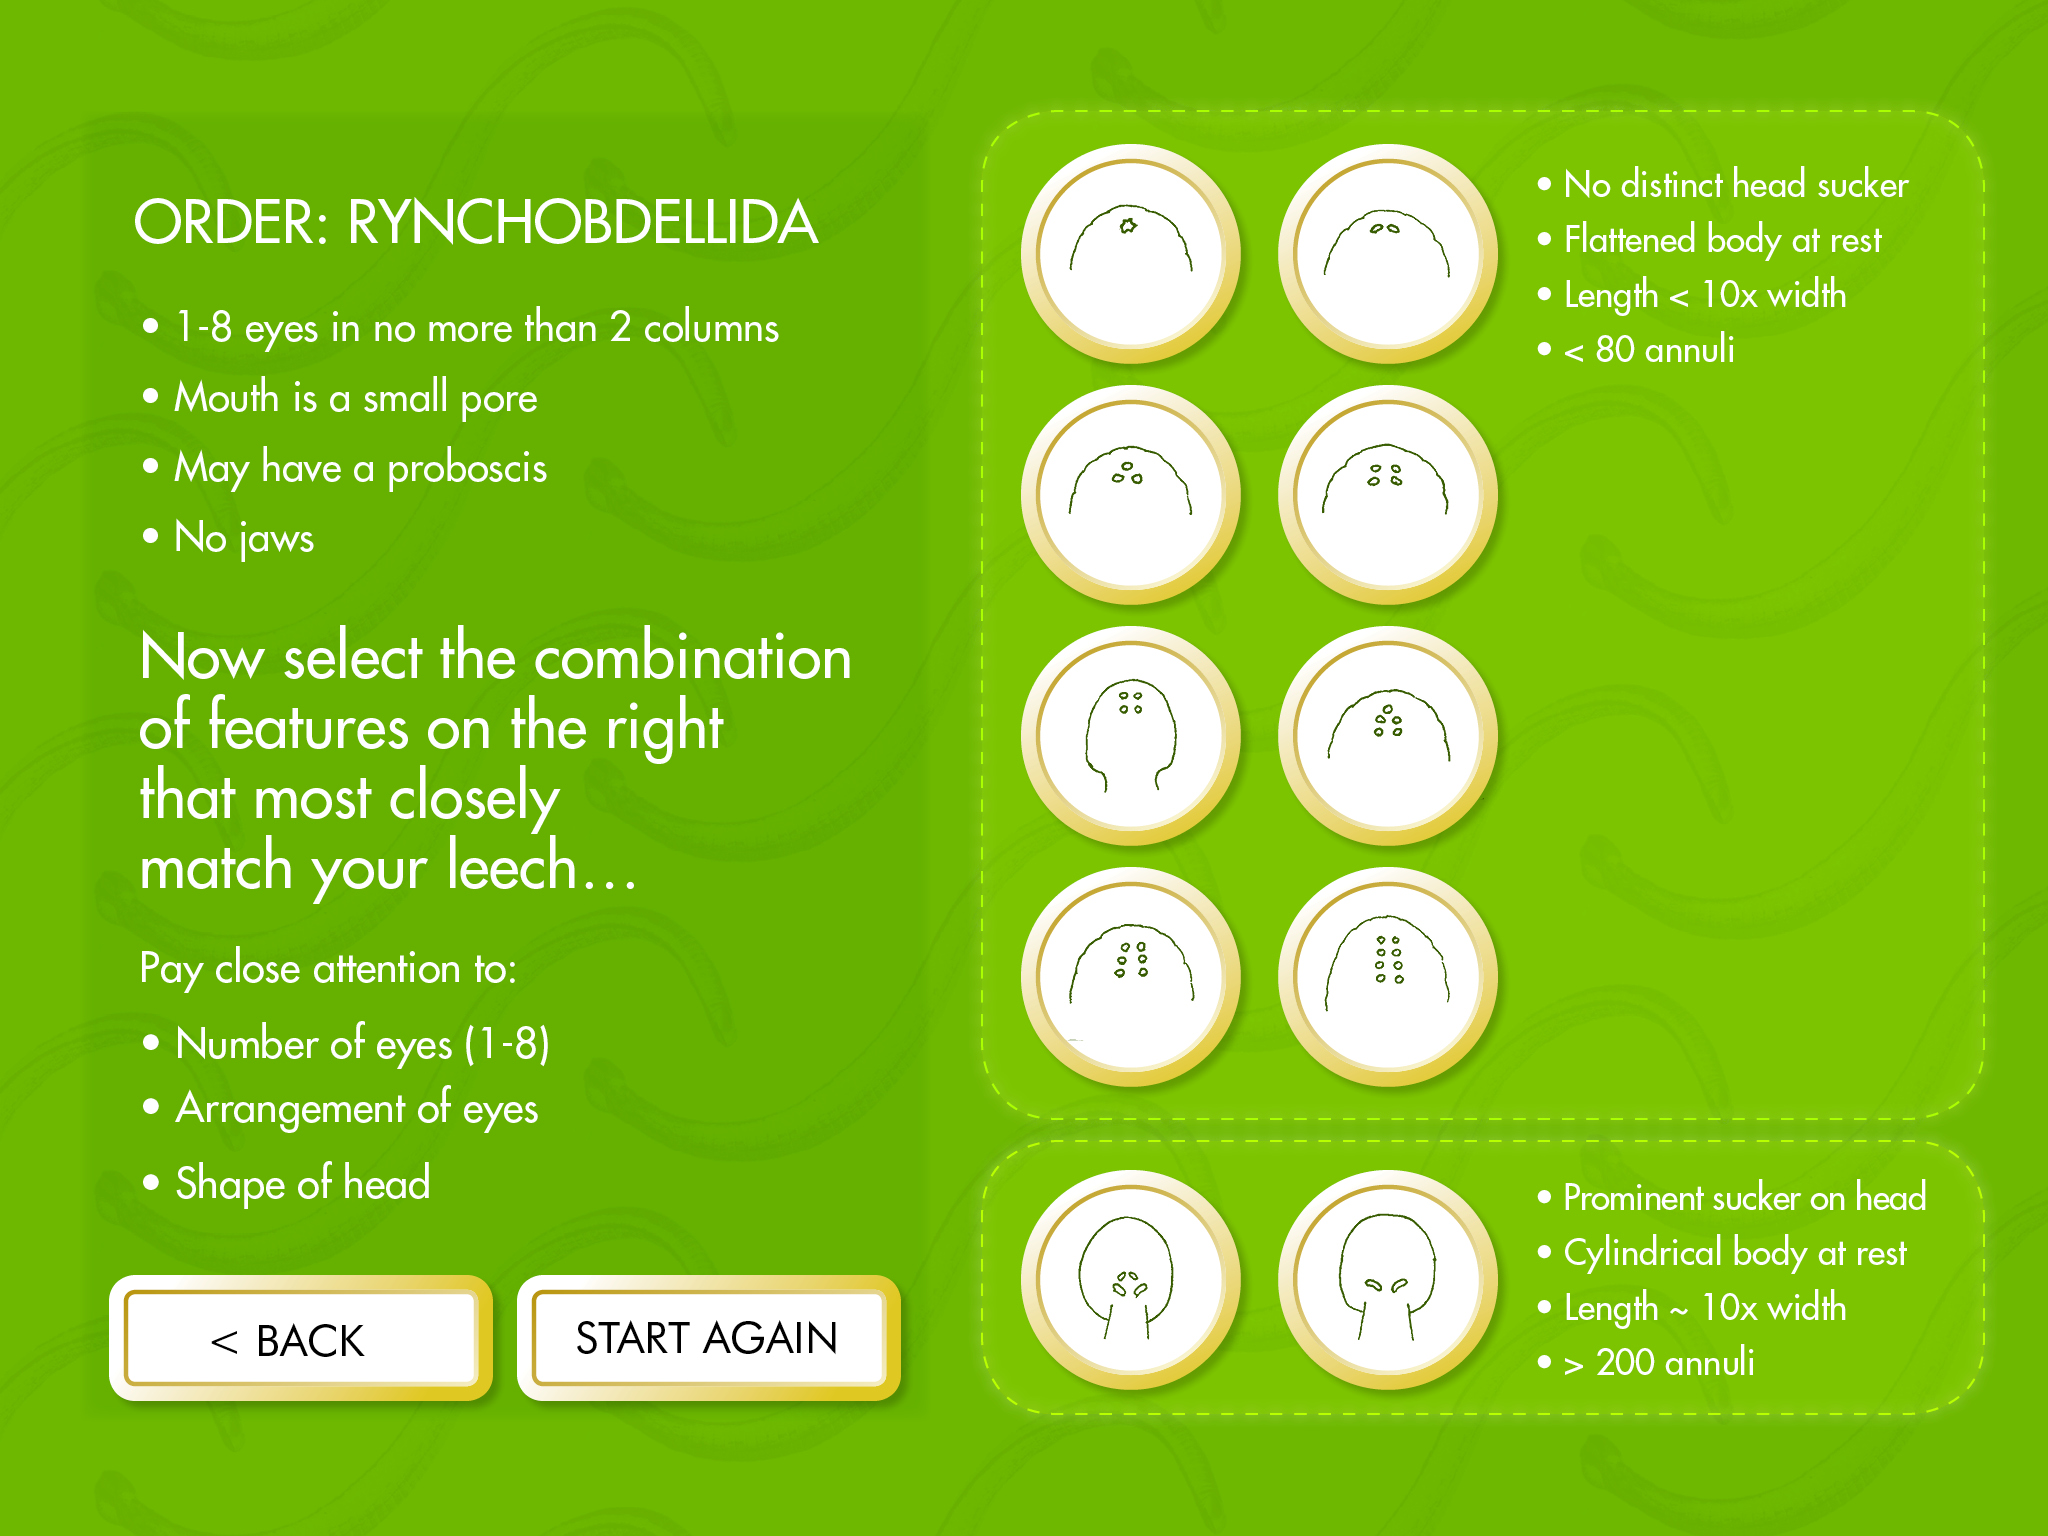 ORDER: RYNCHOBDELLIDA
• 1-8 eyes in no more than 2 columns
• Mouth is a small pore
• May have a proboscis
• No jaws
Now select the combination
of features on the right
that most closely
match your leech…
Pay close attention to:
• Number of eyes (1-8)
• Arrangement of eyes
• Shape of head
< BACK
START AGAIN
• No distinct head sucker
• Flattened body at rest
• Length < 10x width
• < 80 annuli
• Prominent sucker on head
• Cylindrical body at rest
• Length ~ 10x width
• > 200 annuli